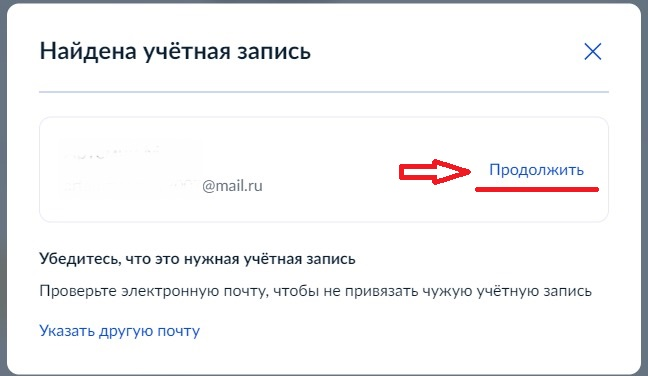 Найдена учётная запись
@mail.ru
Продолжить
Убедитесь, что это нужная учётная запись
Проверьте электронную почту, чтобы не привязать чужую учётную запись
Указать другую почту